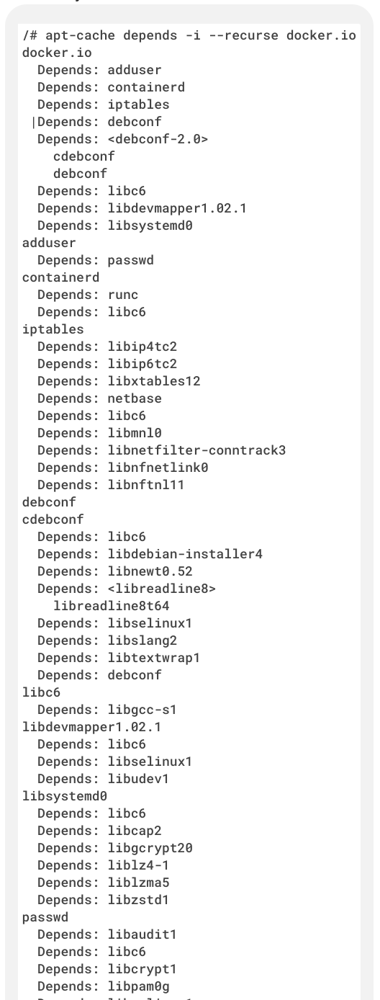 /# apt-cache depends -i --recurse docker.io
docker.io
  Depends: adduser
  Depends: containerd
  Depends: iptables
 |Depends: debconf
  Depends: <debconf-2.0>
    cdebconf
    debconf
  Depends: libc6
  Depends: libdevmapper1.02.1
  Depends: libsystemd0
adduser
  Depends: passwd
containerd
  Depends: runc
  Depends: libc6
iptables
  Depends: libip4tc2
  Depends: libip6tc2
  Depends: libxtables12
  Depends: netbase
  Depends: libc6
  Depends: libmnl0
  Depends: libnetfilter-conntrack3
  Depends: libnfnetlink0
  Depends: libnftnl11
debconf
cdebconf
  Depends: libc6
  Depends: libdebian-installer4
  Depends: libnewt0.52
  Depends: <libreadline8>
    libreadline8t64
  Depends: libselinux1
  Depends: libslang2
  Depends: libtextwrap1
  Depends: debconf
libc6
  Depends: libgcc-s1
libdevmapper1.02.1
  Depends: libc6
  Depends: libselinux1
  Depends: libudev1
libsystemd0
  Depends: libc6
  Depends: libcap2
  Depends: libgcrypt20
  Depends: liblz4-1
  Depends: liblzma5
  Depends: libzstd1
passwd
  Depends: libaudit1
  Depends: libc6
  Depends: libcrypt1
  Depends: libpam0g